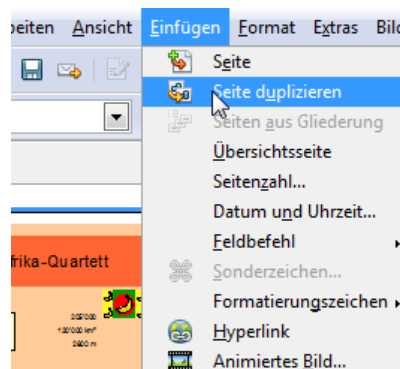 beiten Ansicht Einfügen Format Extras Bild
Seite
Seite duplizieren
Seiten aus Gliederung
Übersichtsseite
Seitenzahl...
Datum und Uhrzeit...
Feldbefehl
Sonderzeichen...
Formatierungszeichen
Hyperlink
Animiertes Bild...
frika-Quartett